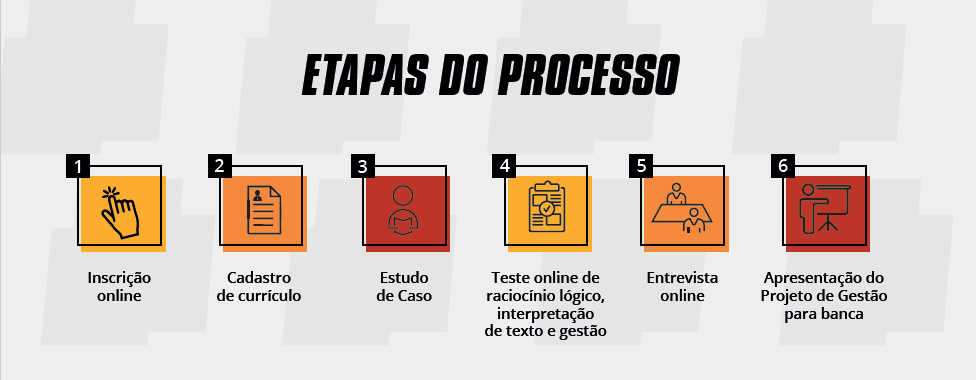 ETAPAS DO PROCESSO
1
Inscrição
online
2
Cadastro
de currículo
3
Estudo
de Caso
4
Teste online de
raciocínio lógico,
interpretação
de texto e gestão
5
Entrevista
online
6
Apresentação do
Projeto de Gestão
para banca